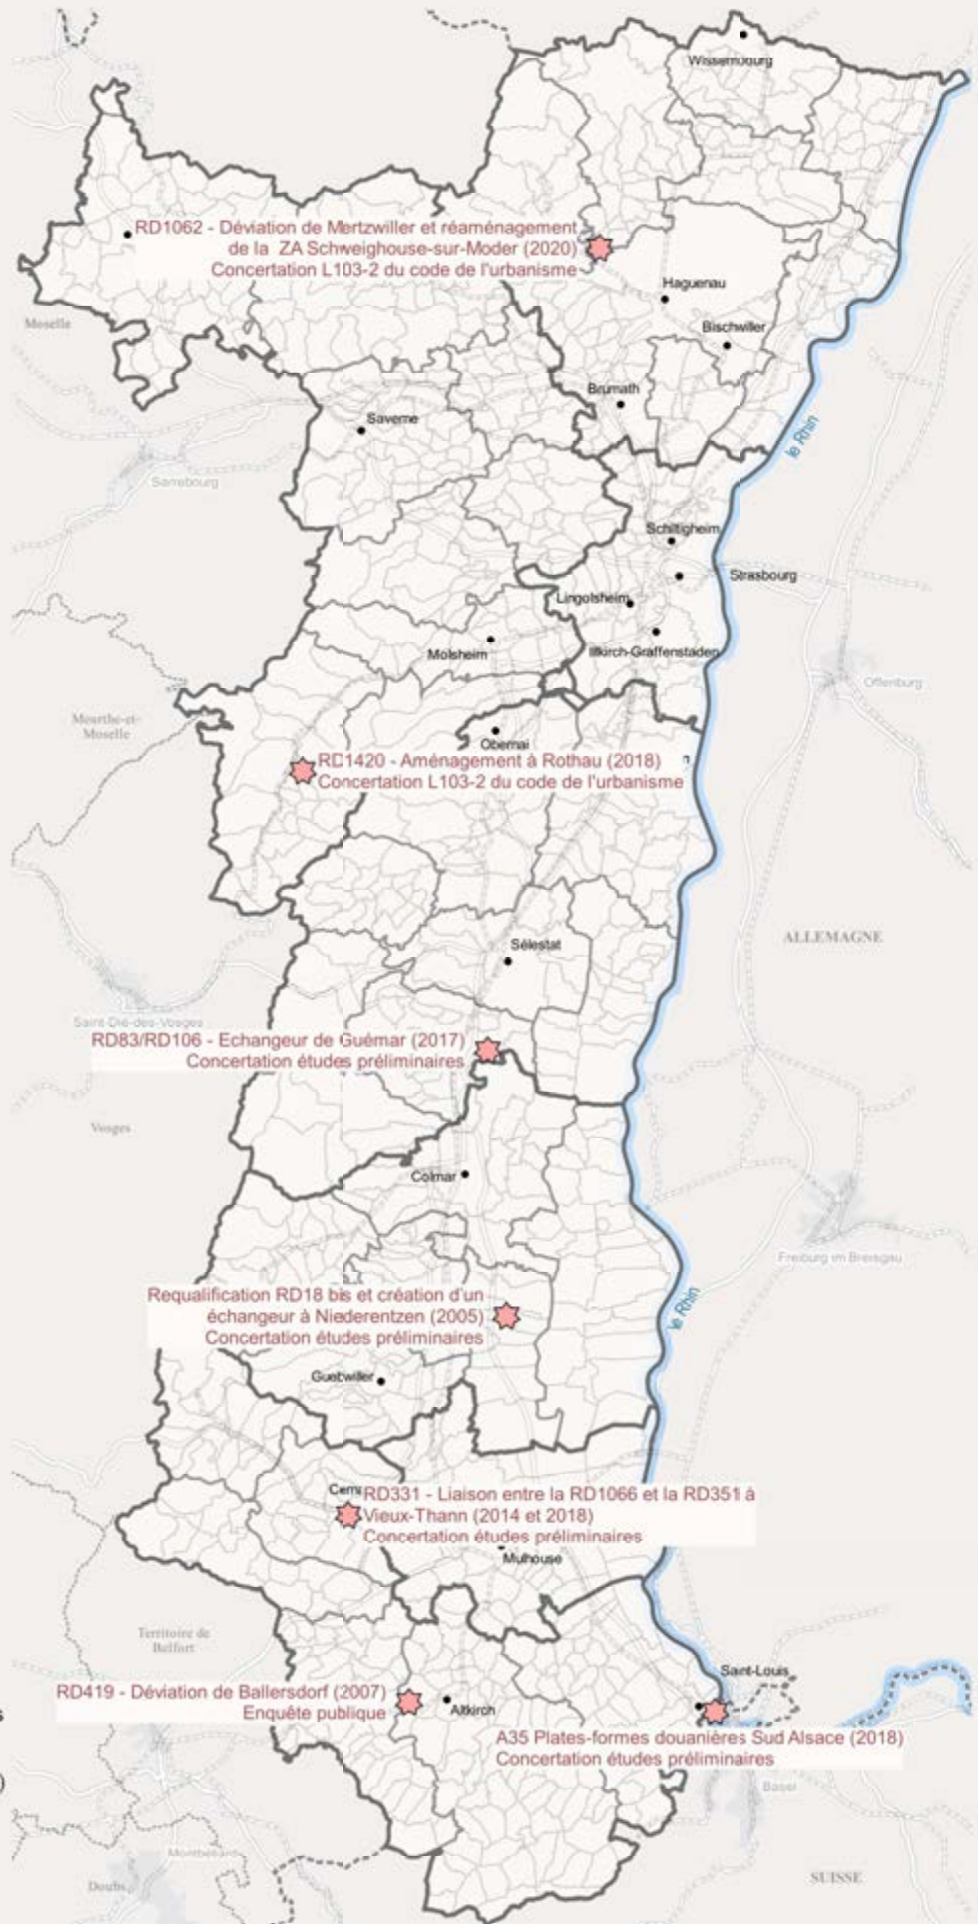 Wissembourg
RD1062 - Déviation de Mertzwiller et réaménagement
de la ZA Schweighouse-sur-Moder (2020)
Concertation L103-2 du code de l'urbanisme
Haguenau
Moselle
Bischwiller
Brumath
Saverne
le Rhin
Sarrebourg
Schiltigheim
Strasbourg
Lingolsheim
Illkirch-Graffenstaden
Molsheim
Offenburg
Meurthe-et-
Moselle
Obernai
RD1420 - Aménagement à Rothau (2018)
Concertation L103-2 du code de l'urbanisme
ALLEMAGNE
Sélestat
Saint-Dié-des-Vosges
RD83/RD106 - Echangeur de Guémar (2017)
Concertation études préliminaires
Vosges
Colmar
Freiburg im Breisgau
Requalification RD18 bis et création d'un
échangeur à Niederentzen (2005)
Concertation études préliminaires
le Rhin
Guebwiller
Cern
RD331 - Liaison entre la RD1066 et la RD351 à
Vieux-Thann (2014 et 2018)
Concertation études préliminaires
Mulhouse
Territoire de
Belfort
Saint-Louis
RD419 - Déviation de Ballersdorf (2007)
Enquête publique
Altkirch
A35 Plates-formes douanières Sud Alsace (2018)
Concertation études préliminaires
s
)
Basel
Montbéliard
Doubs
SUISSE